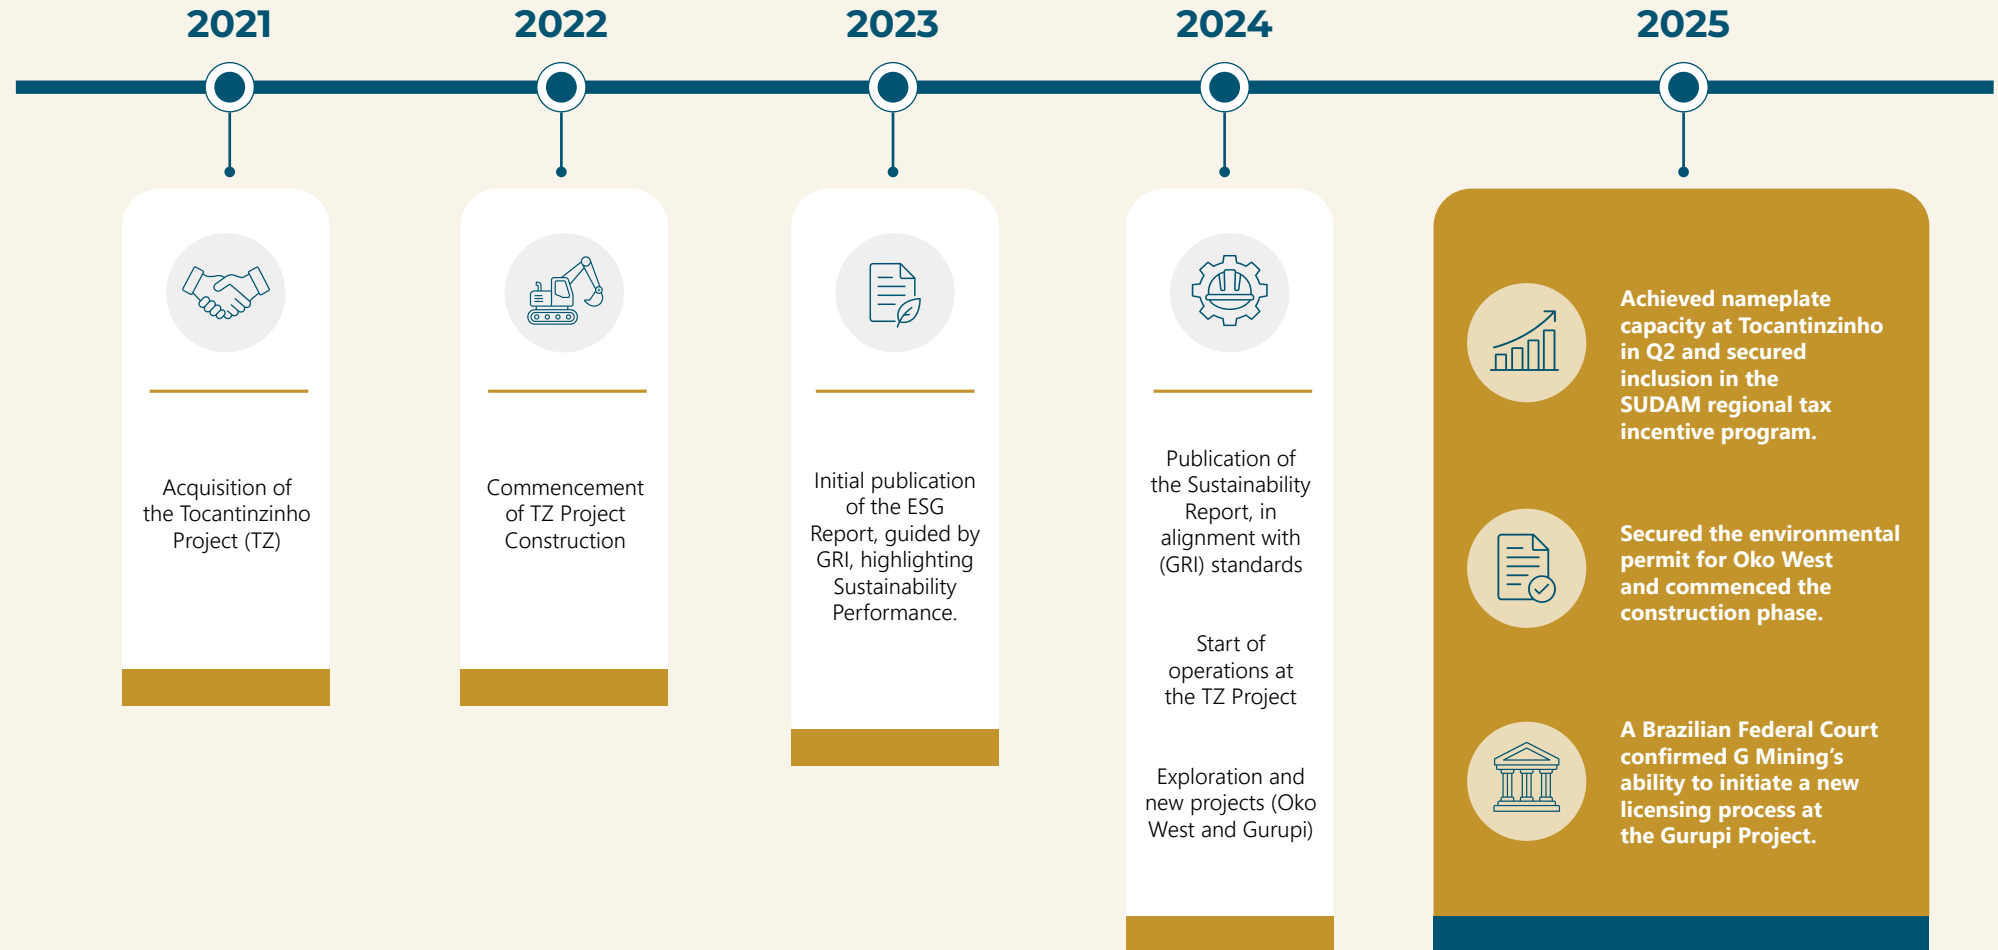 2021
2022
2023
2024
2025
Acquisition of
the Tocantinzinho
Project (TZ)
Commencement
of TZ Project
Construction
Initial publication
of the ESG
Report, guided by
GRI, highlighting
Sustainability
Performance.
Publication of
the Sustainability
Report, in
alignment with
(GRI) standards
Start of
operations at
the TZ Project
Exploration and
new projects (Oko
West and Gurupi)
Achieved nameplate
capacity at Tocantinzinho
in Q2 and secured
inclusion in the
SUDAM regional tax
incentive program.
Secured the environmental
permit for Oko West
and commenced the
construction phase.
A Brazilian Federal Court
confirmed G Mining’s
ability to initiate a new
licensing process at
the Gurupi Project.